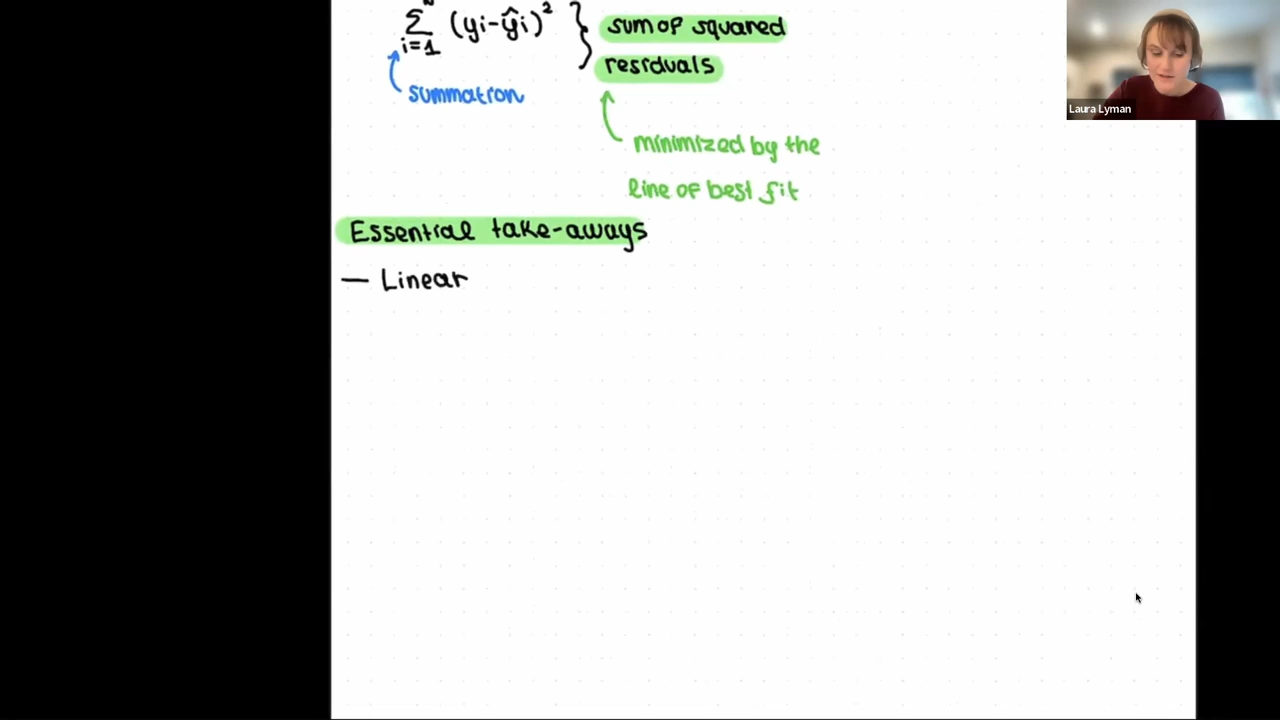 n
Σ (yi-ŷi)² } sum of squared
i=1
residuals
summation
minimized by the
line of best fit
Essential take-aways
— Linear
Laura Lyman